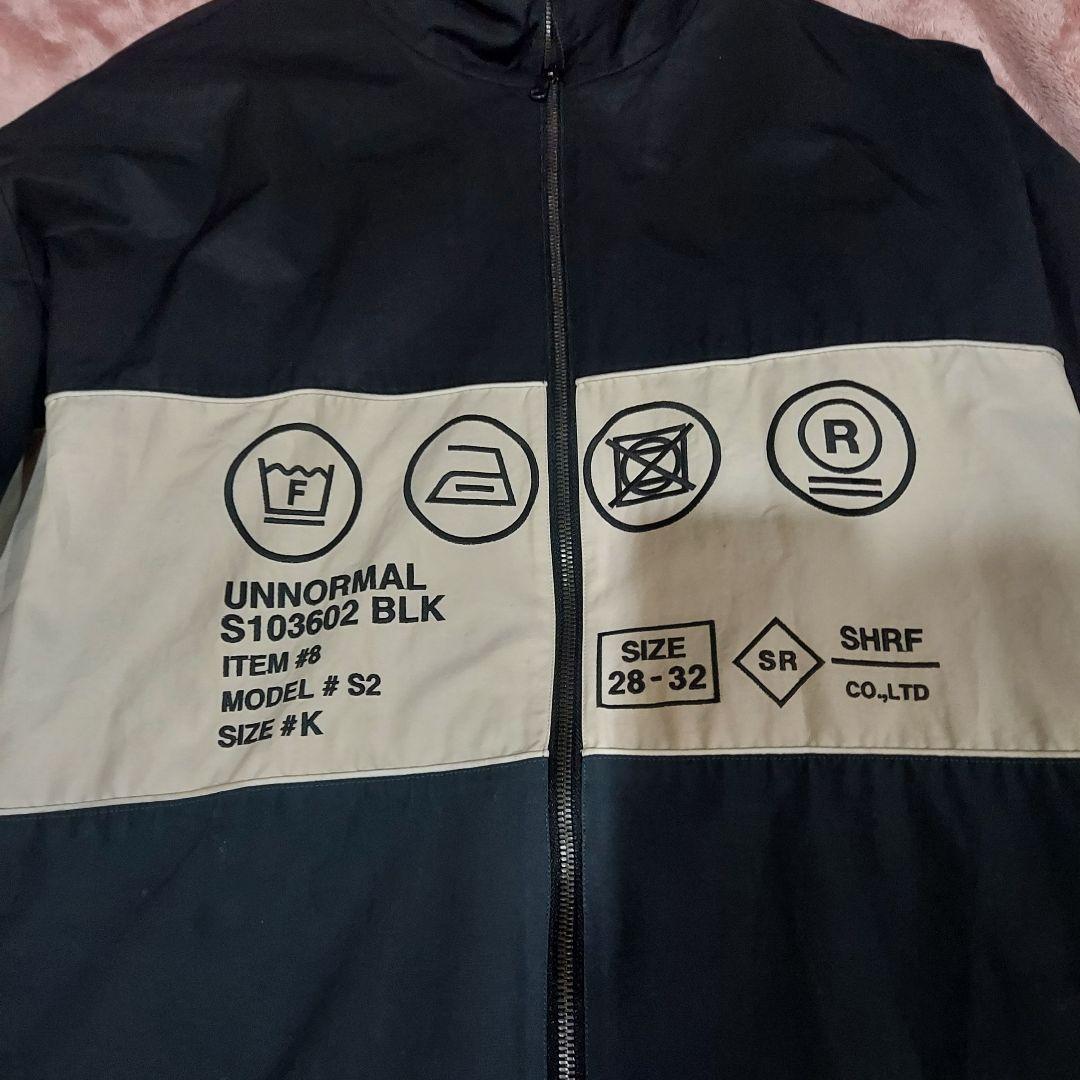 F
R
UNNORMAL
S103602 BLK
ITEM #8
MODEL # S2
SIZE #K
SIZE
28-32
SR
SHRF
CO.,LTD